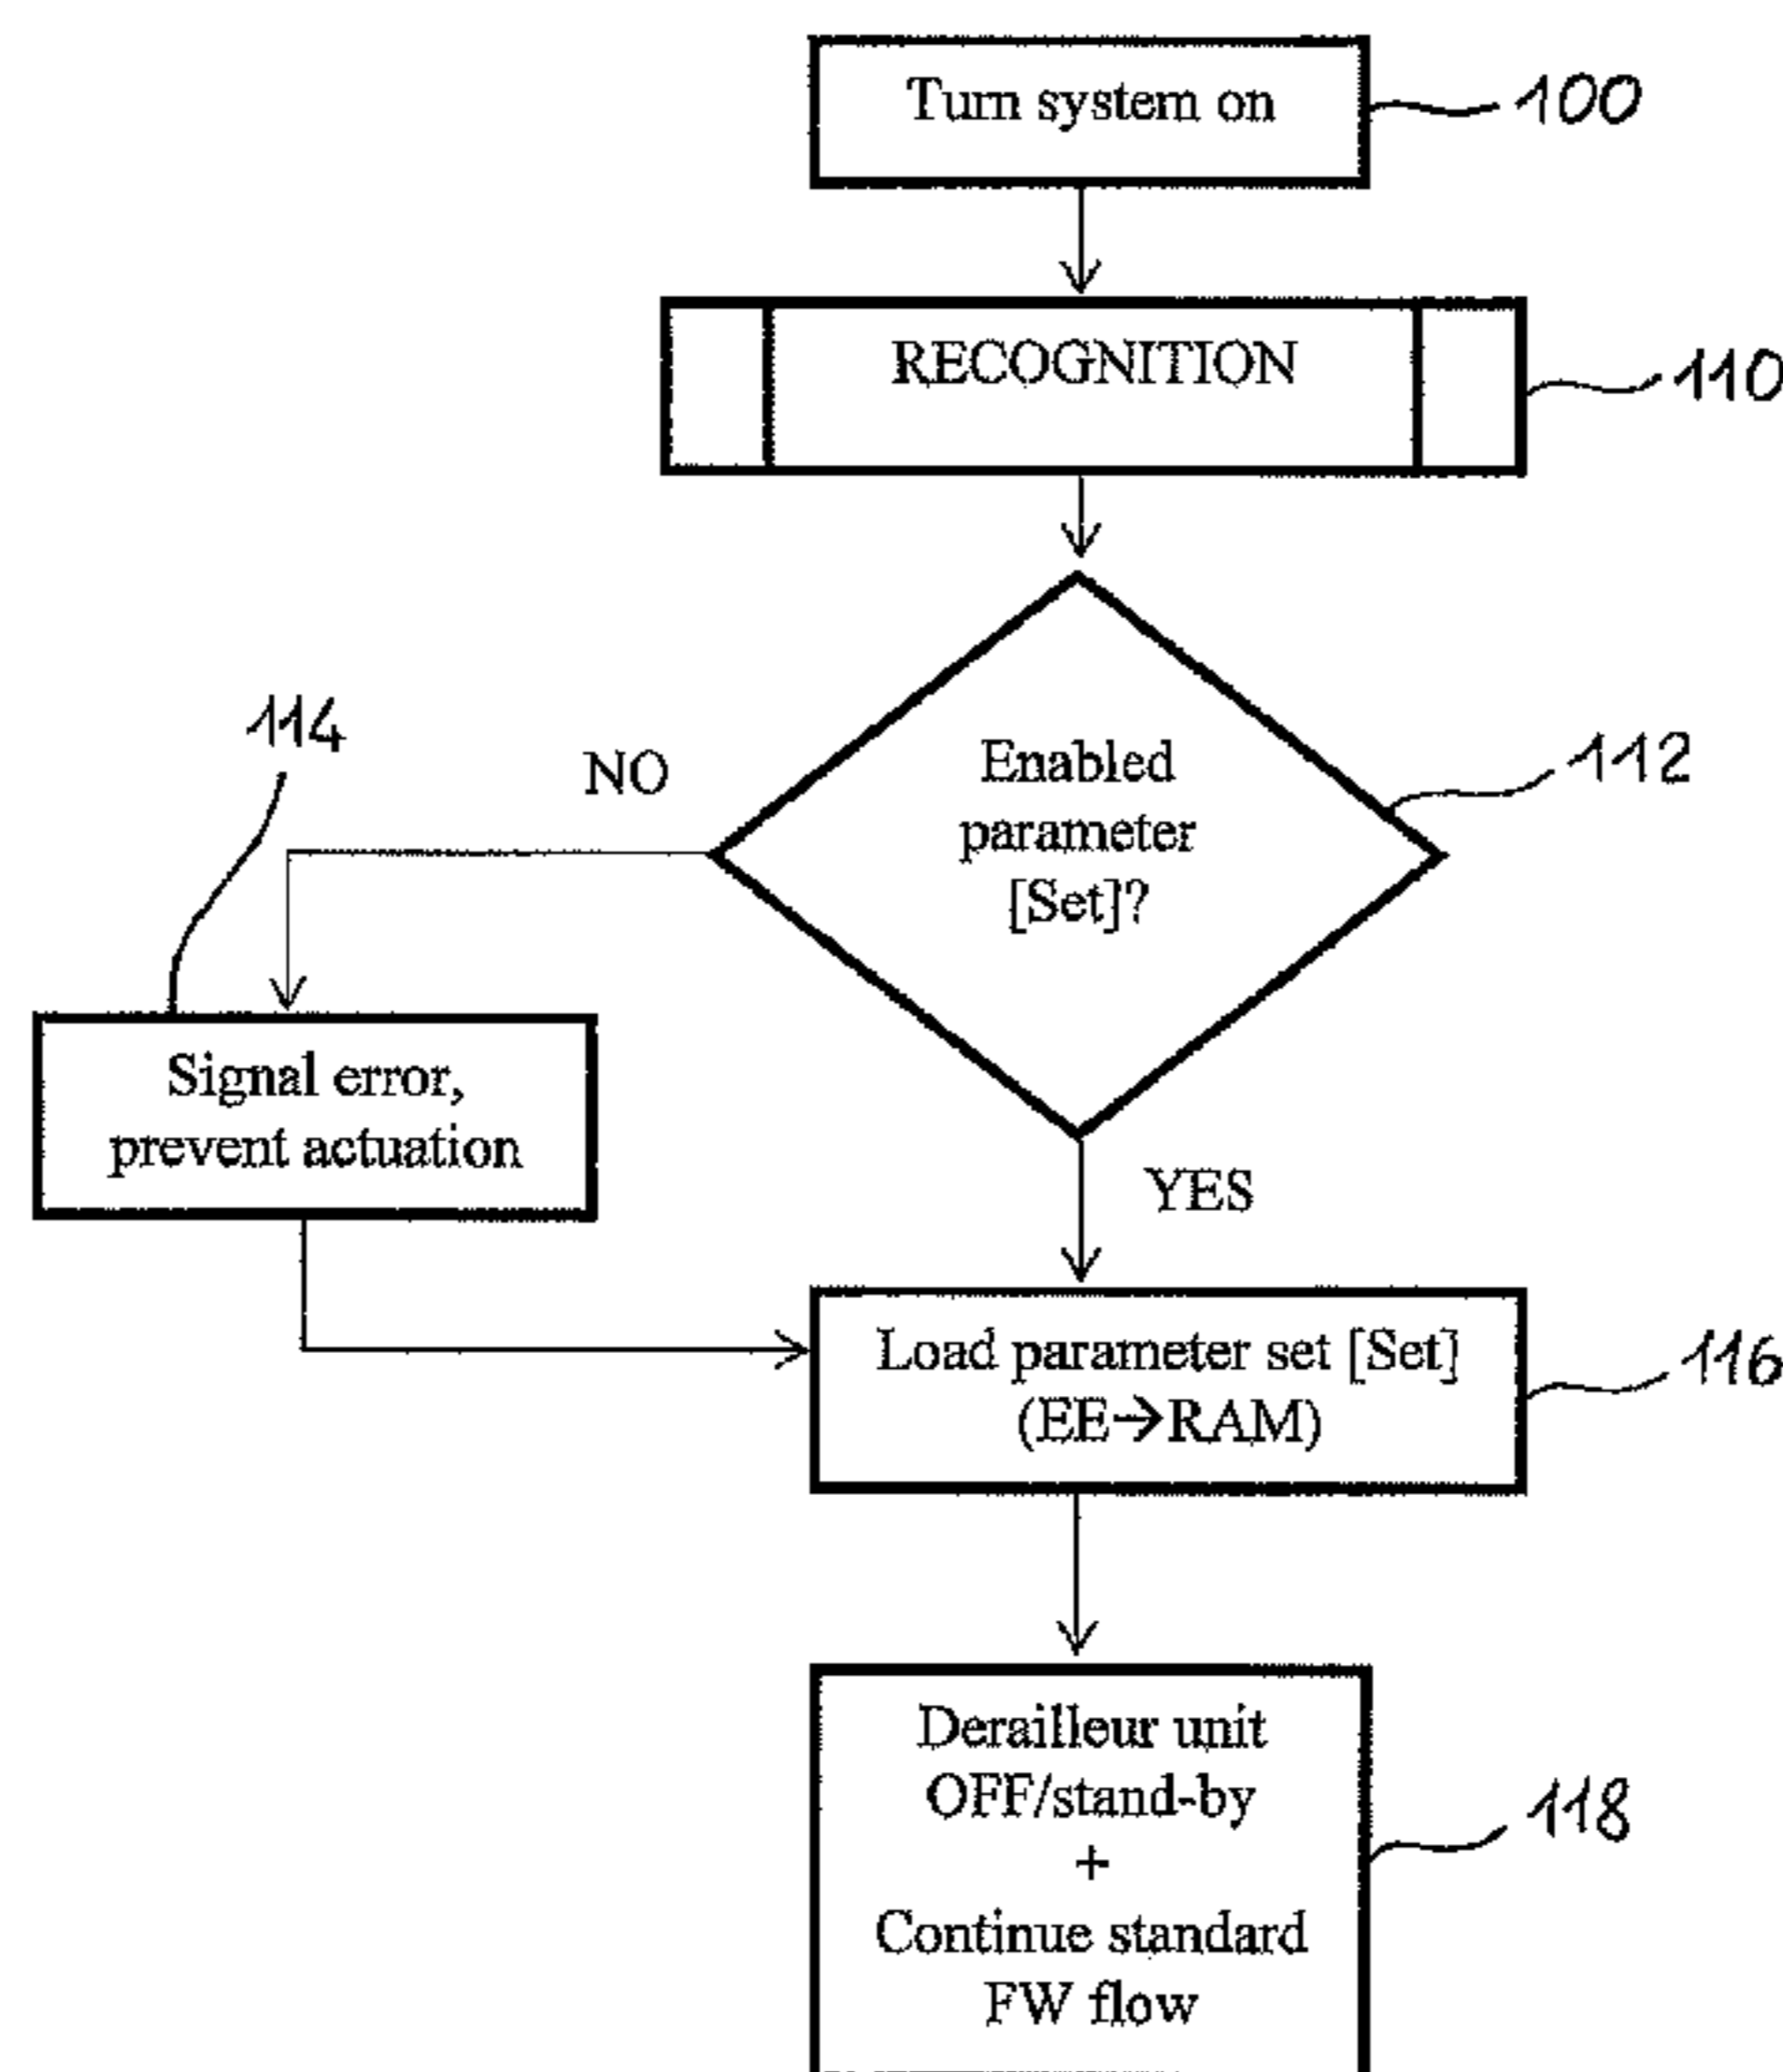 Turn system on
100
RECOGNITION
110
Enabled
parameter
[Set]?
112
114
NO
Signal error,
prevent actuation
YES
Load parameter set [Set]
(EE→RAM)
116
Derailleur unit
OFF/stand-by
+
Continue standard
FW flow
118